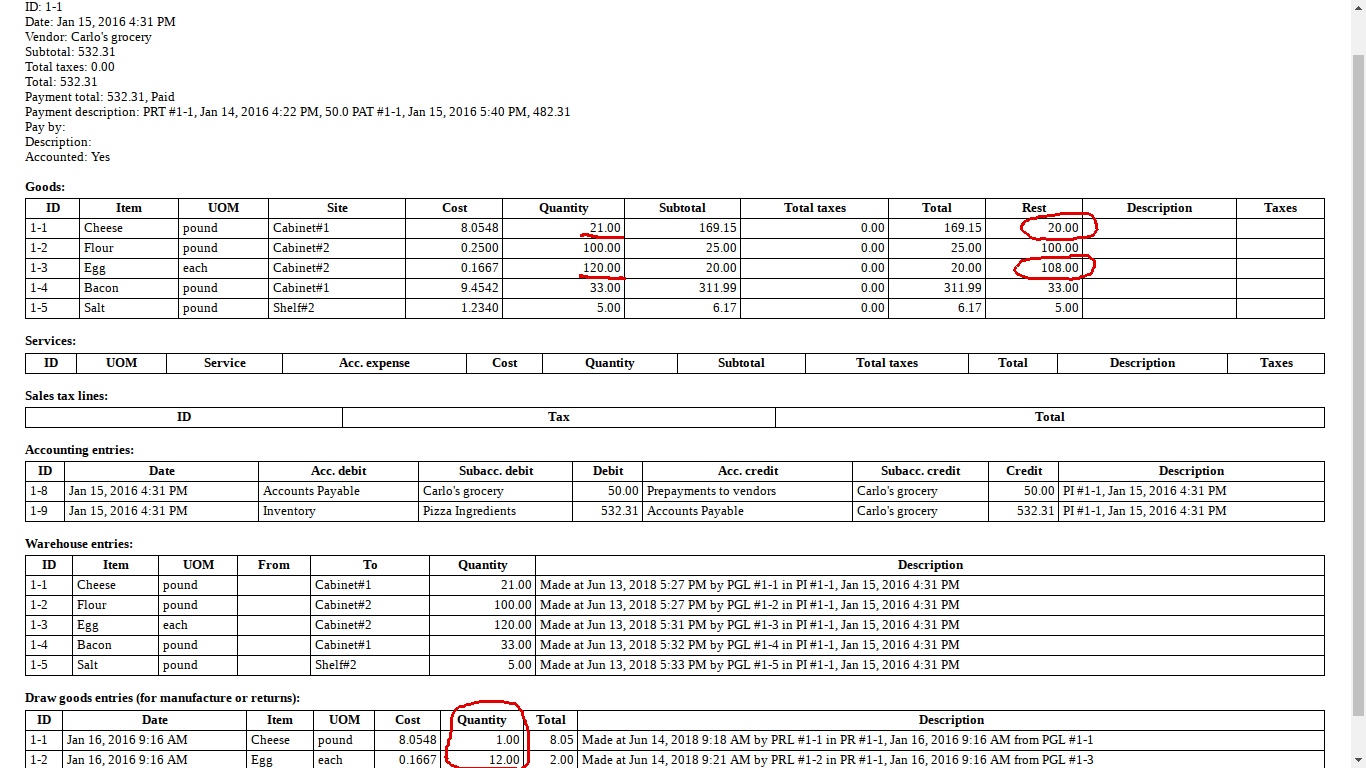 ID: 1-1
Date: Jan 15, 2016 4:31 PM
Vendor: Carlo's grocery
Subtotal: 532.31
Total taxes: 0.00
Total: 532.31
Payment total: 532.31, Paid
Payment description: PRT #1-1, Jan 14, 2016 4:22 PM, 50.0 PAT #1-1, Jan 15, 2016 5:40 PM, 482.31
Pay by:
Description:
Accounted: Yes
Goods:
ID Item UOM Site Cost Quantity Subtotal Total taxes Total Rest Description Taxes
1-1 Cheese pound Cabinet#1 8.0548 21.00 169.15 0.00 169.15 20.00
1-2 Flour pound Cabinet#2 0.2500 100.00 25.00 0.00 25.00 100.00
1-3 Egg each Cabinet#2 0.1667 120.00 20.00 0.00 20.00 108.00
1-4 Bacon pound Cabinet#1 9.4542 33.00 311.99 0.00 311.99 33.00
1-5 Salt pound Shelf#2 1.2340 5.00 6.17 0.00 6.17 5.00
Services:
ID UOM Service Acc. expense Cost Quantity Subtotal Total taxes Total Description Taxes
Sales tax lines:
ID Tax Total
Accounting entries:
ID Date Acc. debit Subacc. debit Debit Acc. credit Subacc. credit Credit Description
1-8 Jan 15, 2016 4:31 PM Accounts Payable Carlo's grocery 50.00 Prepayments to vendors Carlo's grocery 50.00 PI #1-1, Jan 15, 2016 4:31 PM
1-9 Jan 15, 2016 4:31 PM Inventory Pizza Ingredients 532.31 Accounts Payable Carlo's grocery 532.31 PI #1-1, Jan 15, 2016 4:31 PM
Warehouse entries:
ID Item UOM From To Quantity Description
1-1 Cheese pound Cabinet#1 21.00 Made at Jun 13, 2018 5:27 PM by PGL #1-1 in PI #1-1, Jan 15, 2016 4:31 PM
1-2 Flour pound Cabinet#2 100.00 Made at Jun 13, 2018 5:27 PM by PGL #1-2 in PI #1-1, Jan 15, 2016 4:31 PM
1-3 Egg each Cabinet#2 120.00 Made at Jun 13, 2018 5:31 PM by PGL #1-3 in PI #1-1, Jan 15, 2016 4:31 PM
1-4 Bacon pound Cabinet#1 33.00 Made at Jun 13, 2018 5:32 PM by PGL #1-4 in PI #1-1, Jan 15, 2016 4:31 PM
1-5 Salt pound Shelf#2 5.00 Made at Jun 13, 2018 5:33 PM by PGL #1-5 in PI #1-1, Jan 15, 2016 4:31 PM
Draw goods entries (for manufacture or returns):
ID Date Item UOM Cost Quantity Total Description
1-1 Jan 16, 2016 9:16 AM Cheese pound 8.0548 1.00 8.05 Made at Jun 14, 2018 9:18 AM by PRL #1-1 in PR #1-1, Jan 16, 2016 9:16 AM from PGL #1-1
1-2 Jan 16, 2016 9:16 AM Egg each 0.1667 12.00 2.00 Made at Jun 14, 2018 9:21 AM by PRL #1-2 in PR #1-1, Jan 16, 2016 9:16 AM from PGL #1-3